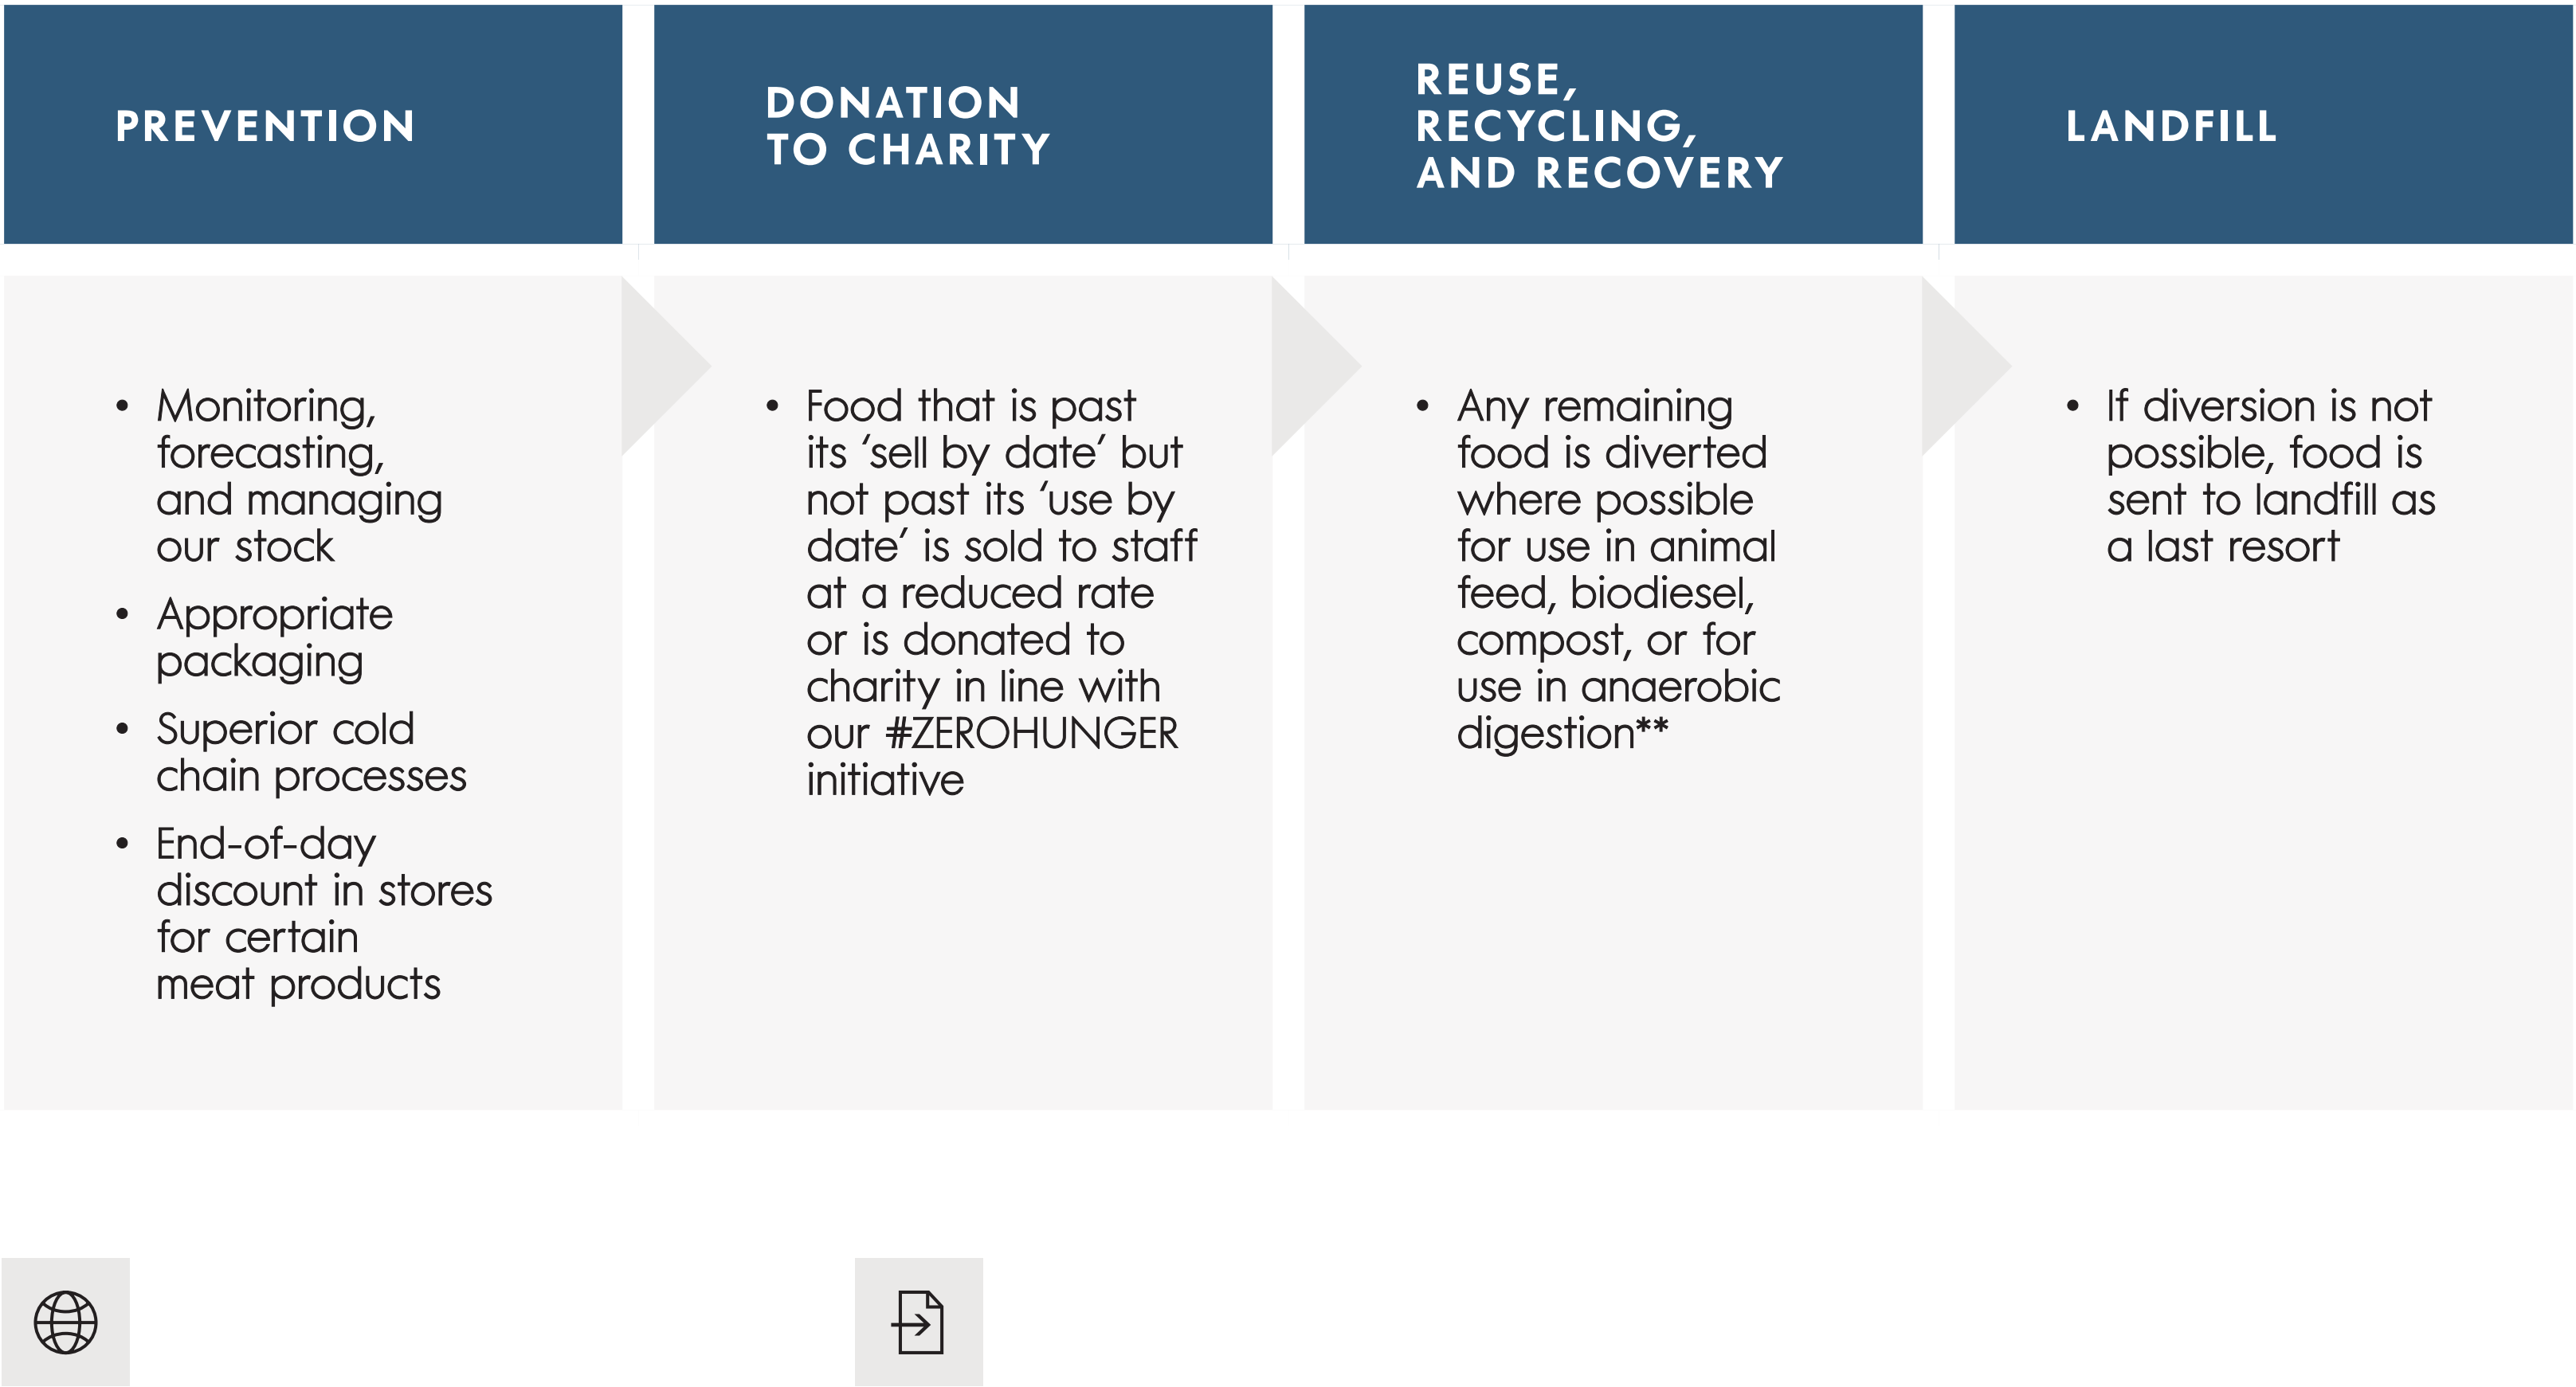 PREVENTION
DONATION
TO CHARITY
REUSE,
RECYCLING,
AND RECOVERY
LANDFILL
• Monitoring,
forecasting,
and managing
our stock
• Appropriate
packaging
• Superior cold
chain processes
• End-of-day
discount in stores
for certain
meat products
• Food that is past
its ‘sell by date’ but
not past its ‘use by
date’ is sold to staff
at a reduced rate
or is donated to
charity in line with
our #ZEROHUNGER
initiative
• Any remaining
food is diverted
where possible
for use in animal
feed, biodiesel,
compost, or for
use in anaerobic
digestion**
• If diversion is not
possible, food is
sent to landfill as
a last resort